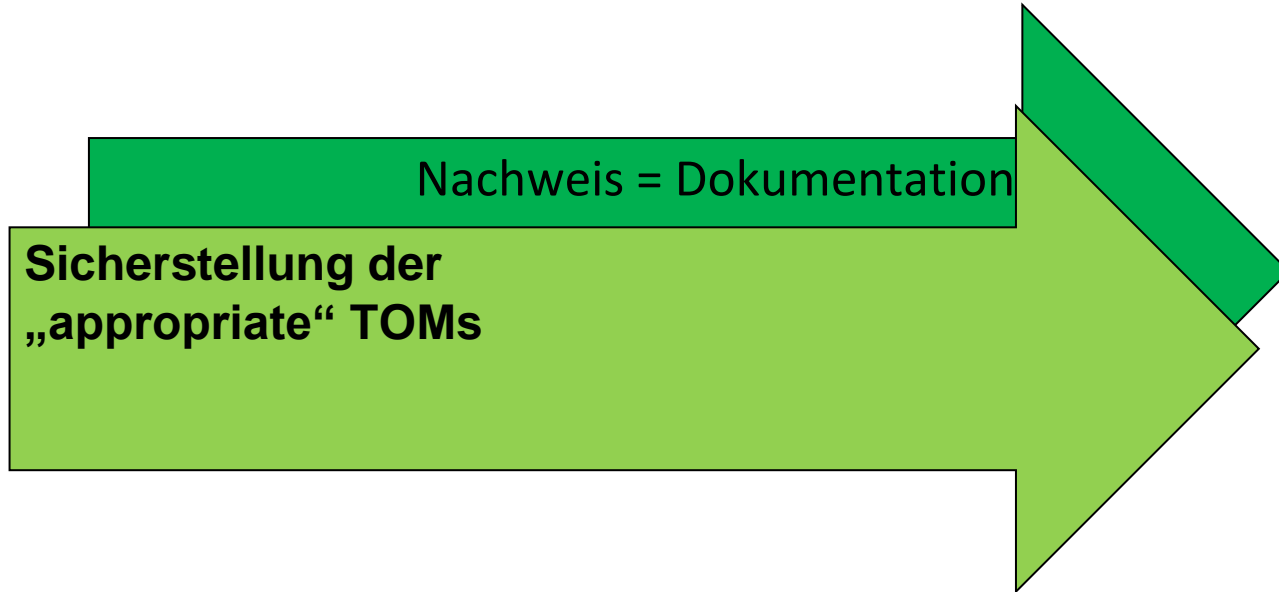 Nachweis = Dokumentation
Sicherstellung der
„appropriate“ TOMs